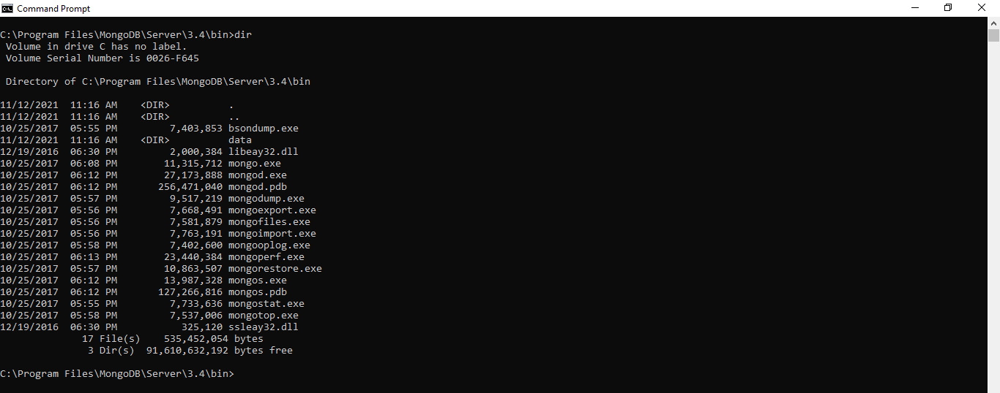 Command Prompt
C:\Program Files\MongoDB\Server\3.4\bin>dir
 Volume in drive C has no label.
 Volume Serial Number is 0026-F645
 Directory of C:\Program Files\MongoDB\Server\3.4\bin
11/12/2021  11:16 AM    <DIR>          .
11/12/2021  11:16 AM    <DIR>          ..
10/25/2017  05:55 PM         7,403,853 bsondump.exe
11/12/2021  11:16 AM    <DIR>          data
12/19/2016  06:30 PM         2,000,384 libeay32.dll
10/25/2017  06:08 PM        11,315,712 mongo.exe
10/25/2017  06:12 PM        27,173,888 mongod.exe
10/25/2017  06:12 PM       256,471,040 mongod.pdb
10/25/2017  05:57 PM         9,517,219 mongodump.exe
10/25/2017  05:56 PM         7,668,491 mongoexport.exe
10/25/2017  05:56 PM         7,581,879 mongofiles.exe
10/25/2017  05:56 PM         7,763,191 mongoimport.exe
10/25/2017  05:58 PM         7,402,600 mongooplog.exe
10/25/2017  06:13 PM        23,440,384 mongoperf.exe
10/25/2017  05:57 PM        10,863,507 mongorestore.exe
10/25/2017  06:12 PM        13,987,328 mongos.exe
10/25/2017  06:12 PM       127,266,816 mongos.pdb
10/25/2017  05:55 PM         7,733,636 mongostat.exe
10/25/2017  05:58 PM         7,537,006 mongotop.exe
12/19/2016  06:30 PM           325,120 ssleay32.dll
              17 File(s)    535,452,054 bytes
               3 Dir(s)  91,610,632,192 bytes free
C:\Program Files\MongoDB\Server\3.4\bin>